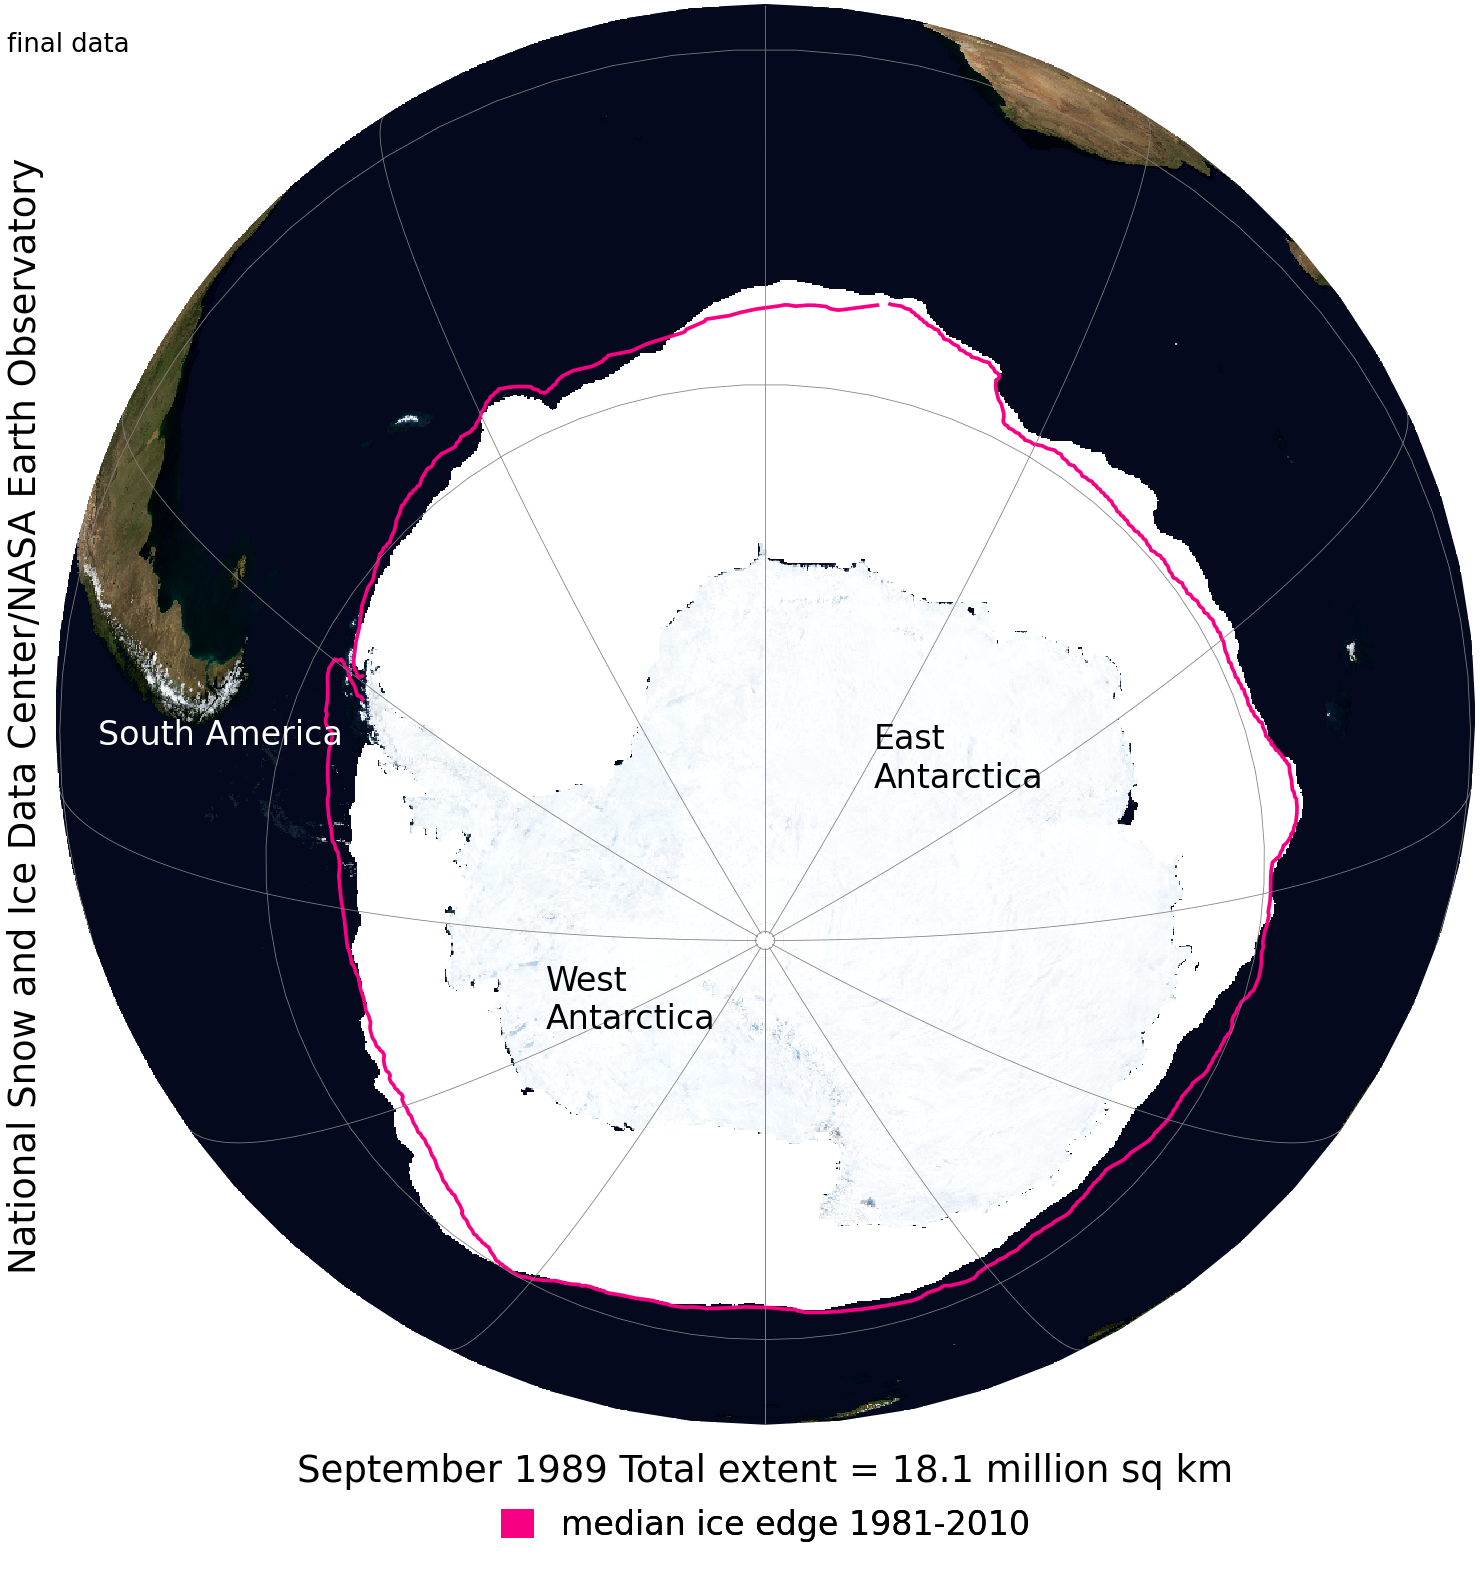 final data
National Snow and Ice Data Center/NASA Earth Observatory
South America
East
Antarctica
West
Antarctica
September 1989 Total extent = 18.1 million sq km
median ice edge 1981-2010